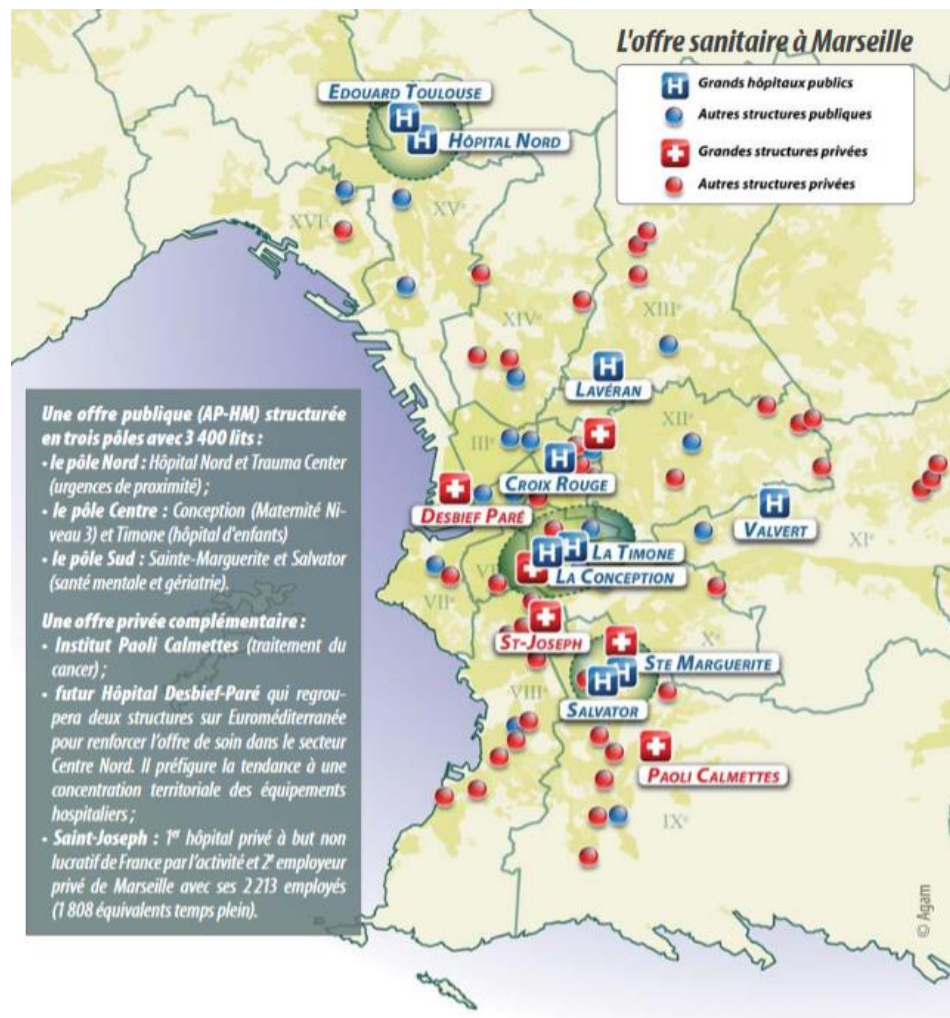 L'offre sanitaire à Marseille
Grands hôpitaux publics
Autres structures publiques
Grandes structures privées
Autres structures privées
EDOUARD TOULOUSE
HÔPITAL NORD
XVIe
XVe
XIVe
XIIIe
LAVÉRAN
IIIe
XIIe
CROIX ROUGE
DESBIEF PARÉ
VALVERT
XIe
LA TIMONE
LA CONCEPTION
VIIe
ST-JOSEPH
Xe
STE MARGUERITE
VIIIe
SALVATOR
PAOLI CALMETTES
IXe
Une offre publique (AP-HM) structurée
en trois pôles avec 3 400 lits :
• le pôle Nord : Hôpital Nord et Trauma Center
(urgences de proximité) ;
• le pôle Centre : Conception (Maternité Ni-
veau 3) et Timone (hôpital d'enfants)
• le pôle Sud : Sainte-Marguerite et Salvator
(santé mentale et gériatrie).
Une offre privée complémentaire :
• Institut Paoli Calmettes (traitement du
cancer) ;
• futur Hôpital Desbief-Paré qui regrou-
pera deux structures sur Euroméditerranée
pour renforcer l'offre de soin dans le secteur
Centre Nord. Il préfigure la tendance à une
concentration territoriale des équipements
hospitaliers ;
• Saint-Joseph : 1er hôpital privé à but non
lucratif de France par l'activité et 2e employeur
privé de Marseille avec ses 2 213 employés
(1 808 équivalents temps plein).
© Agam